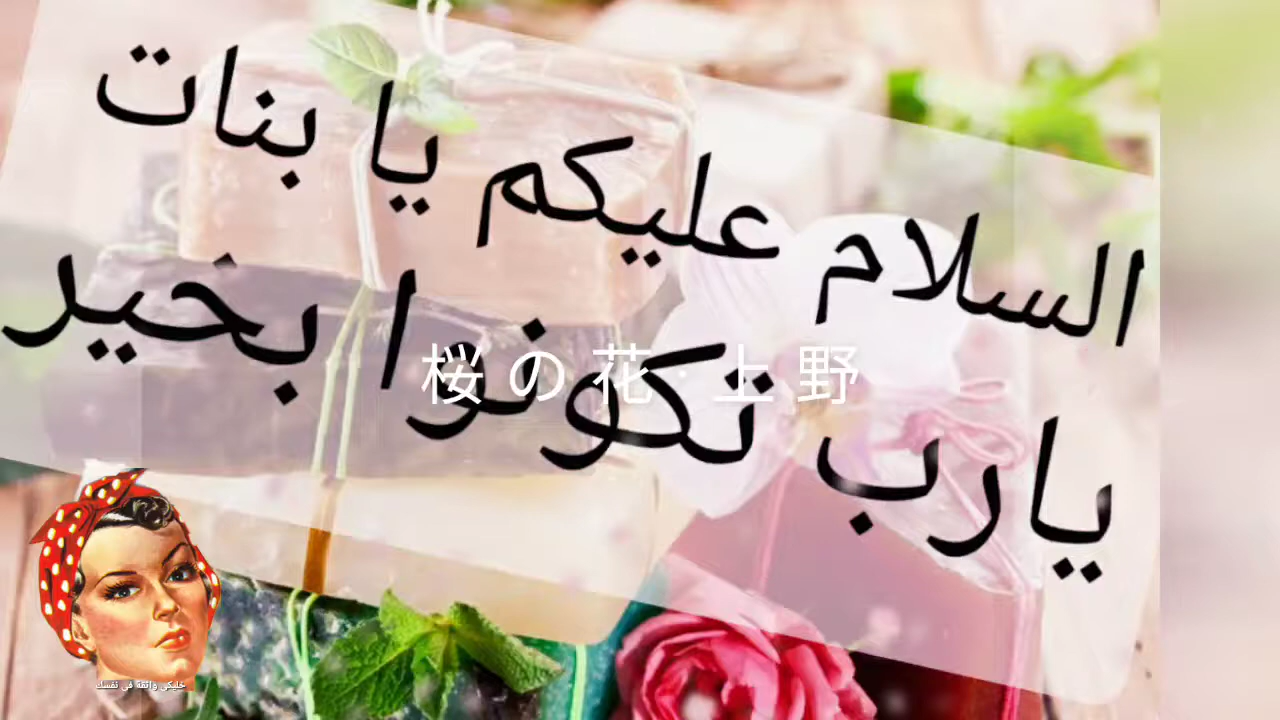 السلام عليكم يا بنات
يارب تكونوا بخير
桜の花·上野
خليكي واثقة في نفسك